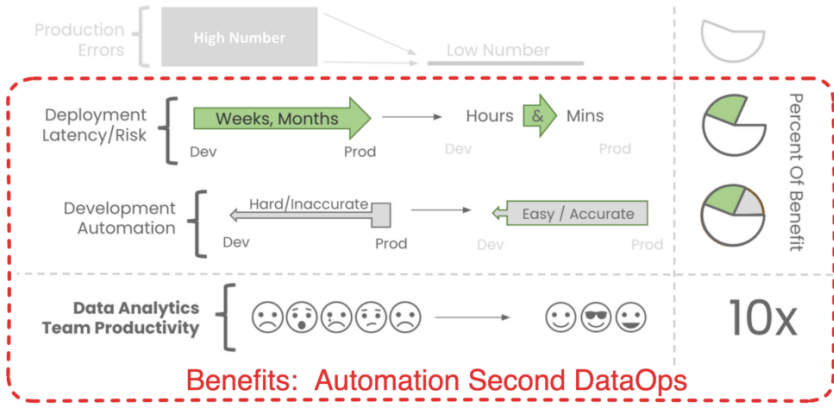 Production
Errors
High Number
Low Number
Deployment
Latency/Risk
Weeks, Months
Dev
Prod
Hours & Mins
Dev
Prod
Development
Automation
Hard/Inaccurate
Dev
Prod
Easy / Accurate
Dev
Prod
Percent Of Benefit
Data Analytics
Team Productivity
10x
Benefits: Automation Second DataOps